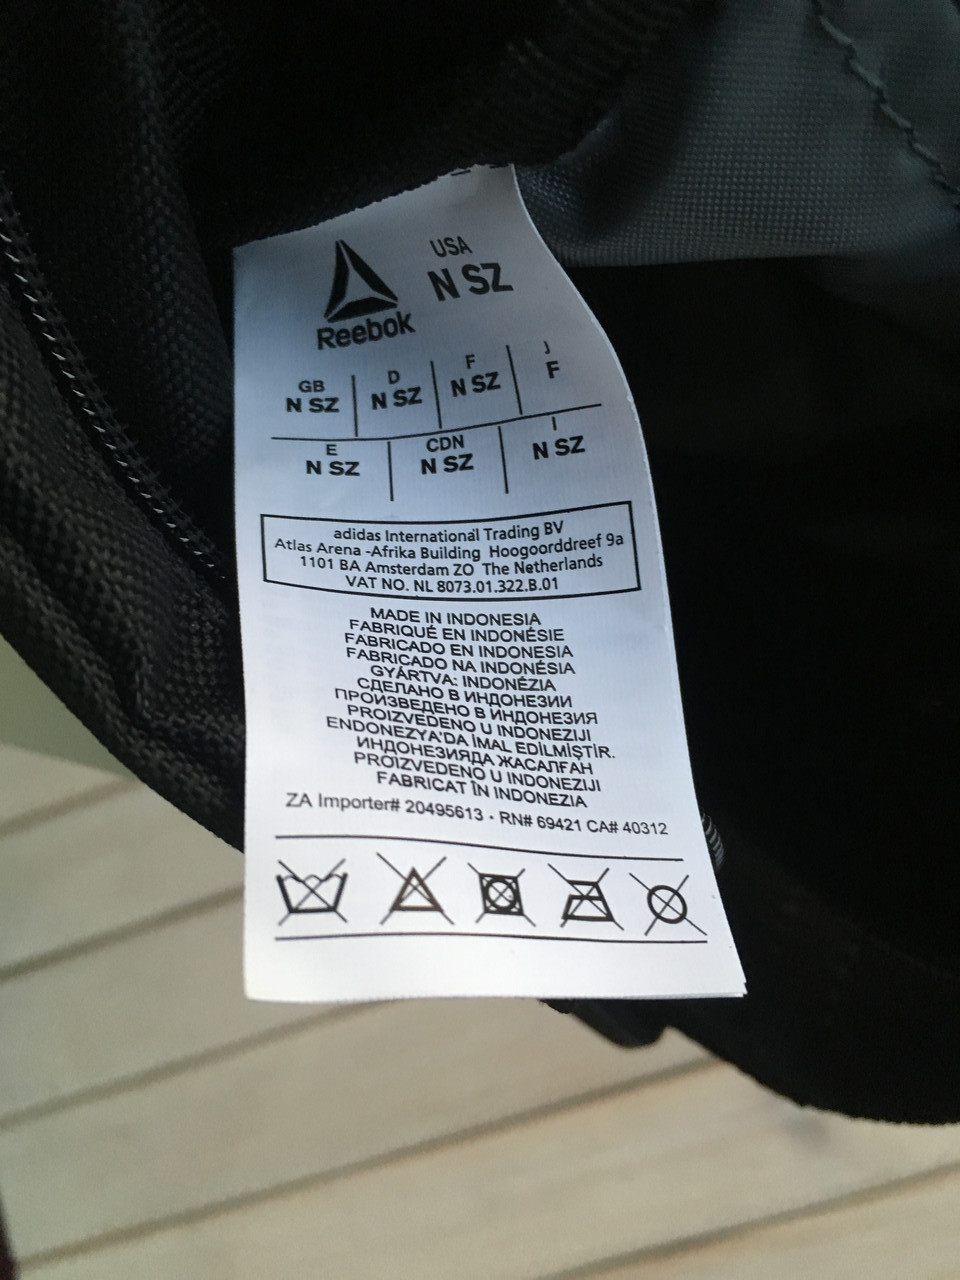 USA
N SZ
Reebok
GB D F J
N SZ N SZ N SZ F
E CDN I
N SZ N SZ N SZ
adidas International Trading BV
Atlas Arena -Afrika Building Hoogoorddreef 9a
1101 BA Amsterdam ZO The Netherlands
VAT NO. NL 8073.01.322.B.01
MADE IN INDONESIA
FABRIQUÉ EN INDONÉSIE
FABRICADO EN INDONESIA
FABRICADO NA INDONÉSIA
GYÁRTVA: INDONÉZIA
СДЕЛАНО В ИНДОНЕЗИИ
ПРОИЗВЕДЕНО В ИНДОНЕЗИЯ
PROIZVEDENO U INDONEZIJI
ENDONEZYA'DA İMAL EDİLMİŞTİR.
ИНДОНЕЗИЯДА ЖАСАЛҒАН
PROIZVEDENO U INDONEZIJI
FABRICAT ÎN INDONEZIA
ZA Importer# 20495613 - RN# 69421 CA# 40312